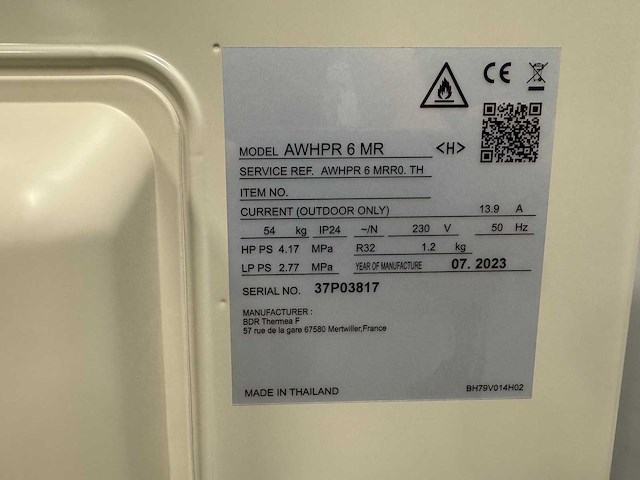 CE
MODEL AWHPR 6 MR <H>
SERVICE REF. AWHPR 6 MRR0. TH
ITEM NO.
CURRENT (OUTDOOR ONLY) 13.9 A
54 kg IP24 ~/N 230 V 50 Hz
HP PS 4.17 MPa R32 1.2 kg
LP PS 2.77 MPa YEAR OF MANUFACTURE 07. 2023
SERIAL NO. 37P03817
MANUFACTURER :
BDR Thermea F
57 rue de la gare 67580 Mertwiller,France
MADE IN THAILAND BH79V014H02